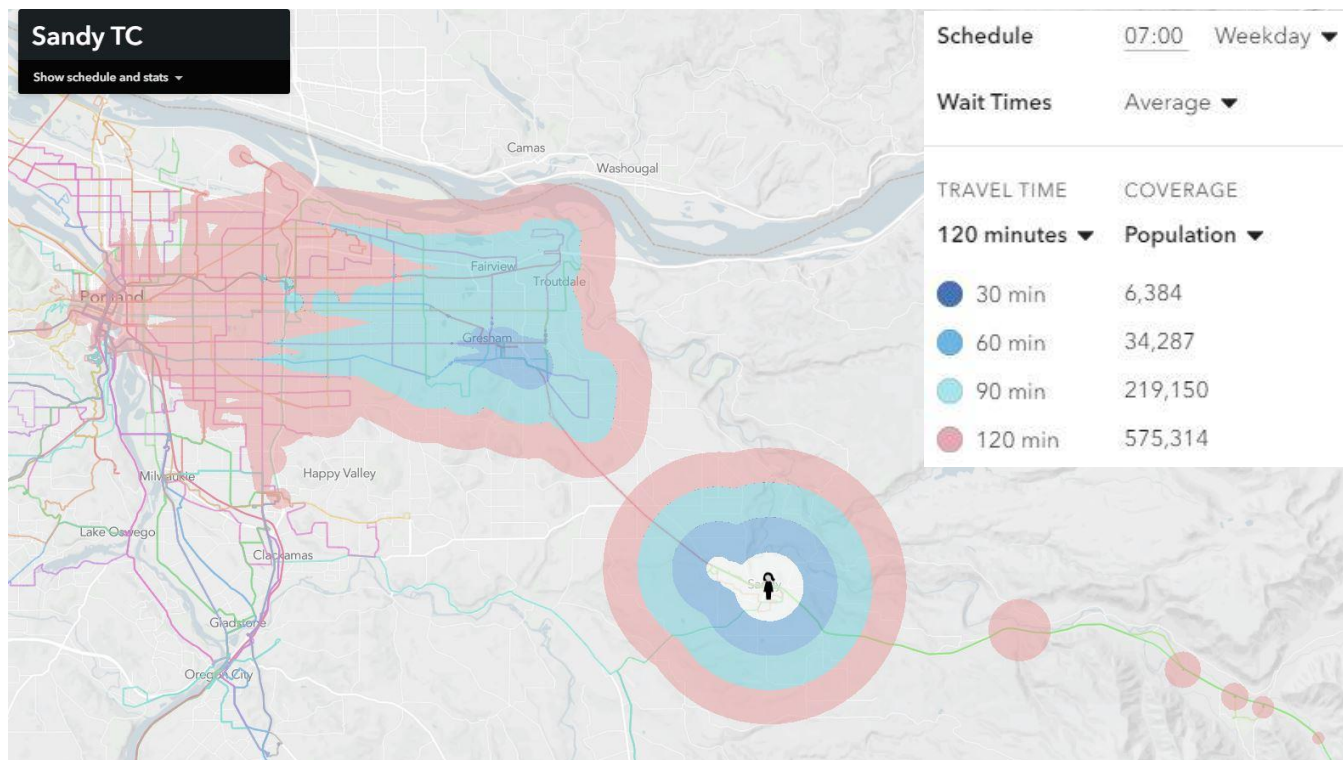 Sandy TC
Show schedule and stats
Schedule 07:00 Weekday
Wait Times Average
TRAVEL TIME COVERAGE
120 minutes Population
30 min 6,384
60 min 34,287
90 min 219,150
120 min 575,314
Camas
Washougal
Fairview
Troutdale
Portland
Gresham
Happy Valley
Milwaukie
Lake Oswego
Clackamas
Sandy
Gladstone
Oregon City